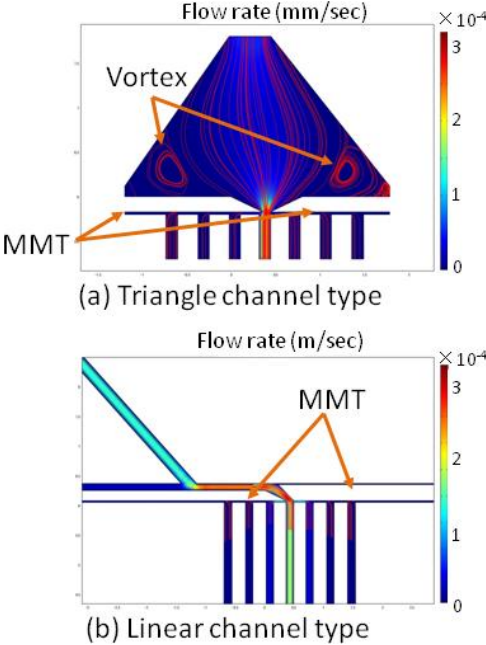 Flow rate (mm/sec)
×10-4
3
2
1
0
Vortex
MMT
(a) Triangle channel type
Flow rate (m/sec)
×10-4
3
2
1
0
MMT
(b) Linear channel type